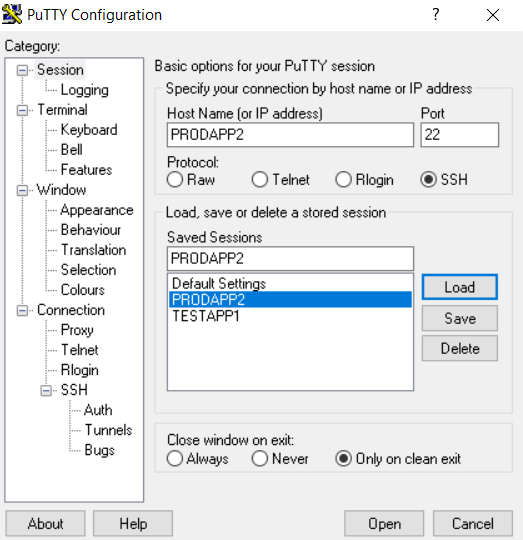 PuTTY Configuration
Category:
Session
Logging
Terminal
Keyboard
Bell
Features
Window
Appearance
Behaviour
Translation
Selection
Colours
Connection
Proxy
Telnet
Rlogin
SSH
Auth
Tunnels
Bugs
Basic options for your PuTTY session
Specify your connection by host name or IP address
Host Name (or IP address) Port
PRODAPP2 22
Protocol:
Raw Telnet Rlogin SSH
Load, save or delete a stored session
Saved Sessions
PRODAPP2
Default Settings
PRODAPP2
TESTAPP1
Load
Save
Delete
Close window on exit:
Always Never Only on clean exit
About Help Open Cancel